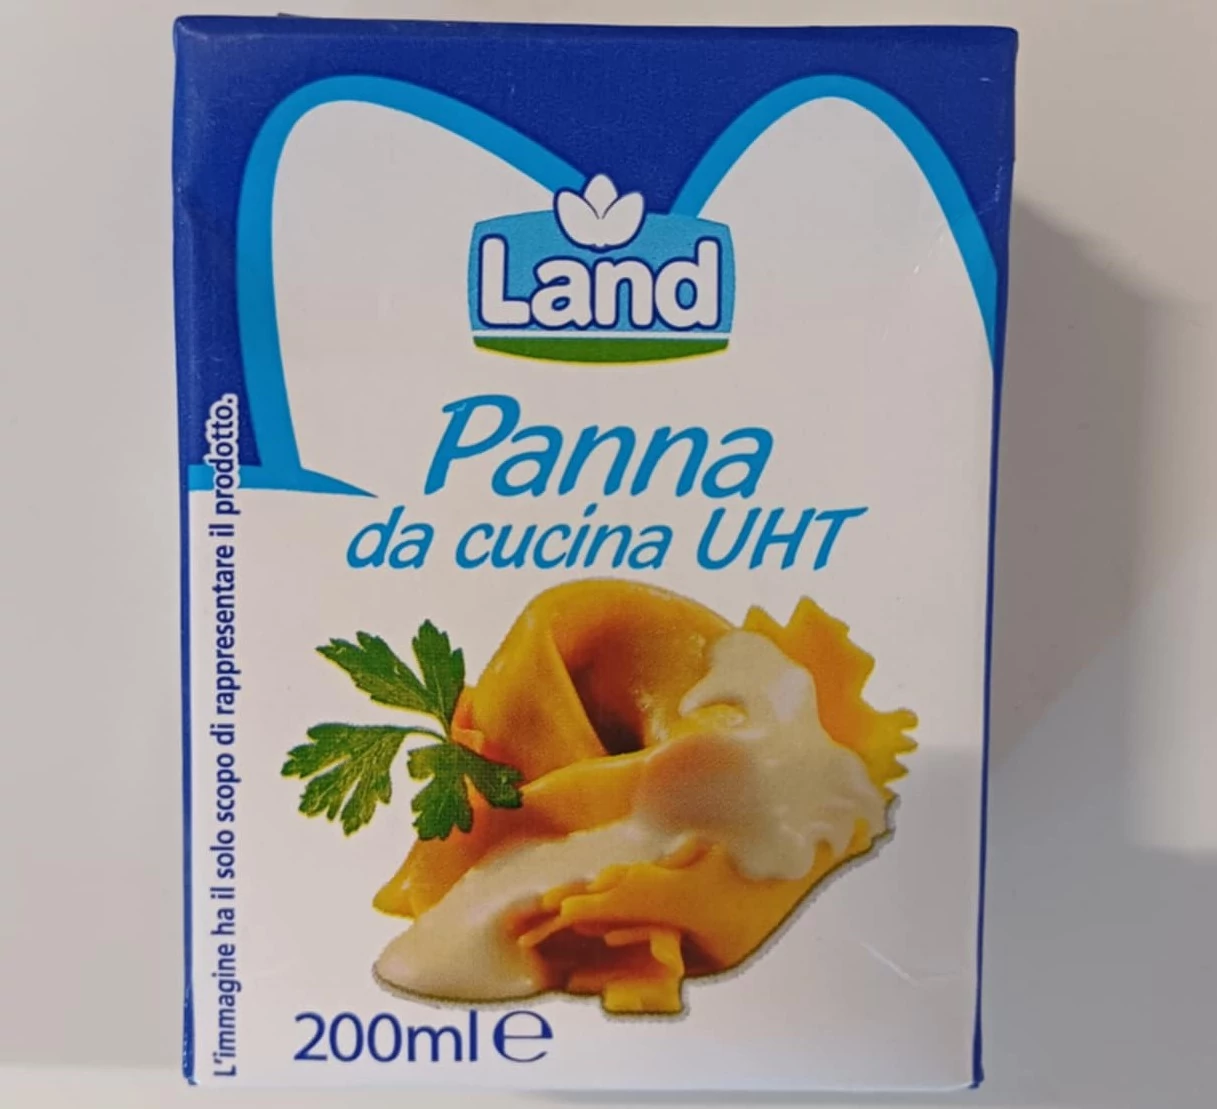 Land
Panna
da cucina UHT
L'immagine ha il solo scopo di rappresentare il prodotto.
200ml e